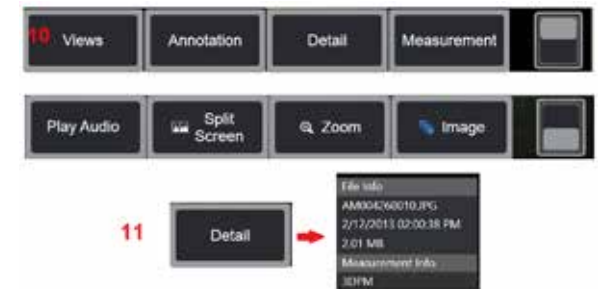 10 Views Annotation Detail Measurement
Play Audio Split Screen Zoom Image
11 Detail
File Info
AM004260010.JPG
2/12/2013 02:00:38 PM
2.01 MB
Measurement Info
3DPM